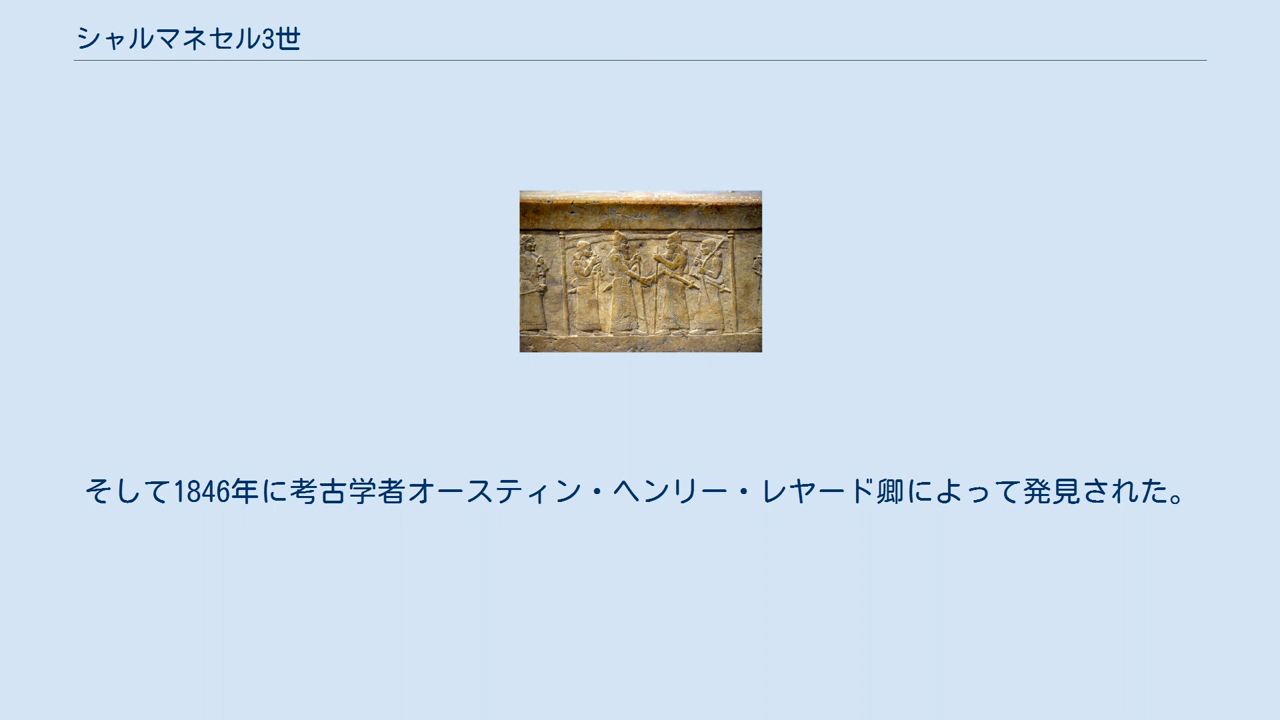 シャルマネセル3世
そして1846年に考古学者オースティン・ヘンリー・レヤード卿によって発見された。